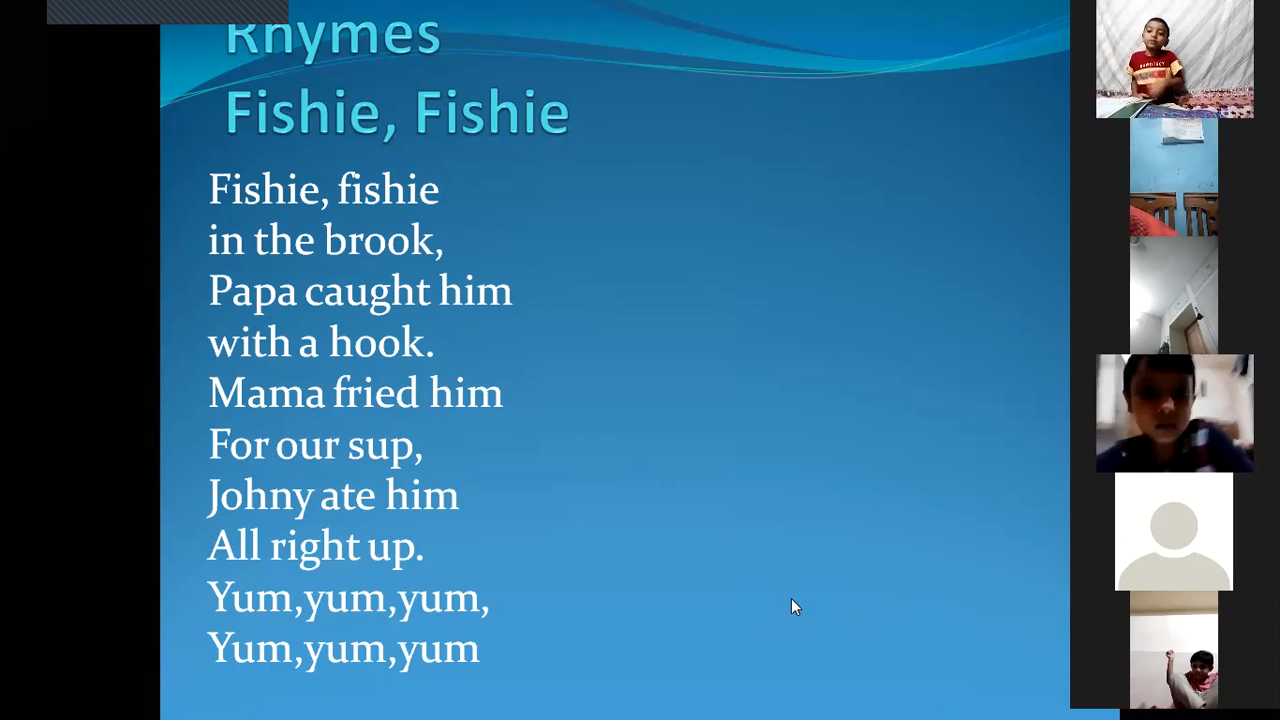 Rhymes
Fishie, Fishie
Fishie, fishie
in the brook,
Papa caught him
with a hook.
Mama fried him
For our sup,
Johny ate him
All right up.
Yum,yum,yum,
Yum,yum,yum